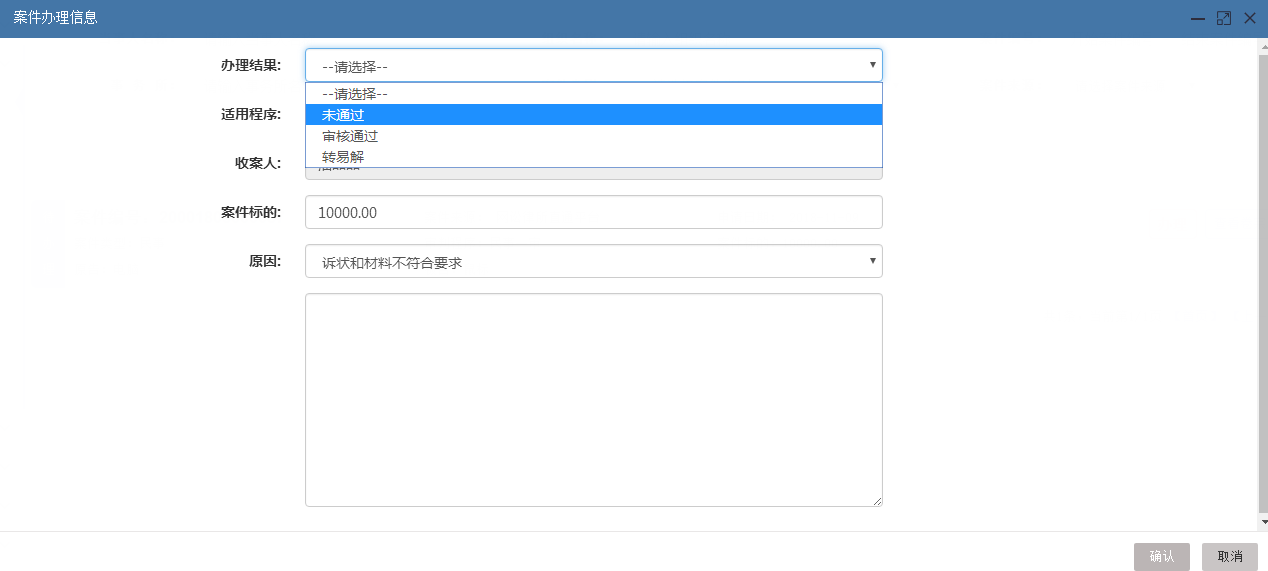 案件办理信息
办理结果: --请选择--
--请选择--
适用程序: 未通过
审核通过
收案人: 转易解
案件标的: 10000.00
原因: 诉状和材料不符合要求
确认 取消